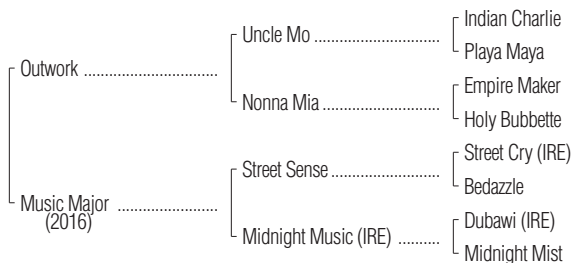 Indian Charlie
Uncle Mo
Playa Maya
Outwork
Empire Maker
Nonna Mia
Holy Bubbette
Street Cry (IRE)
Street Sense
Bedazzle
Music Major
(2016)
Dubawi (IRE)
Midnight Music (IRE)
Midnight Mist